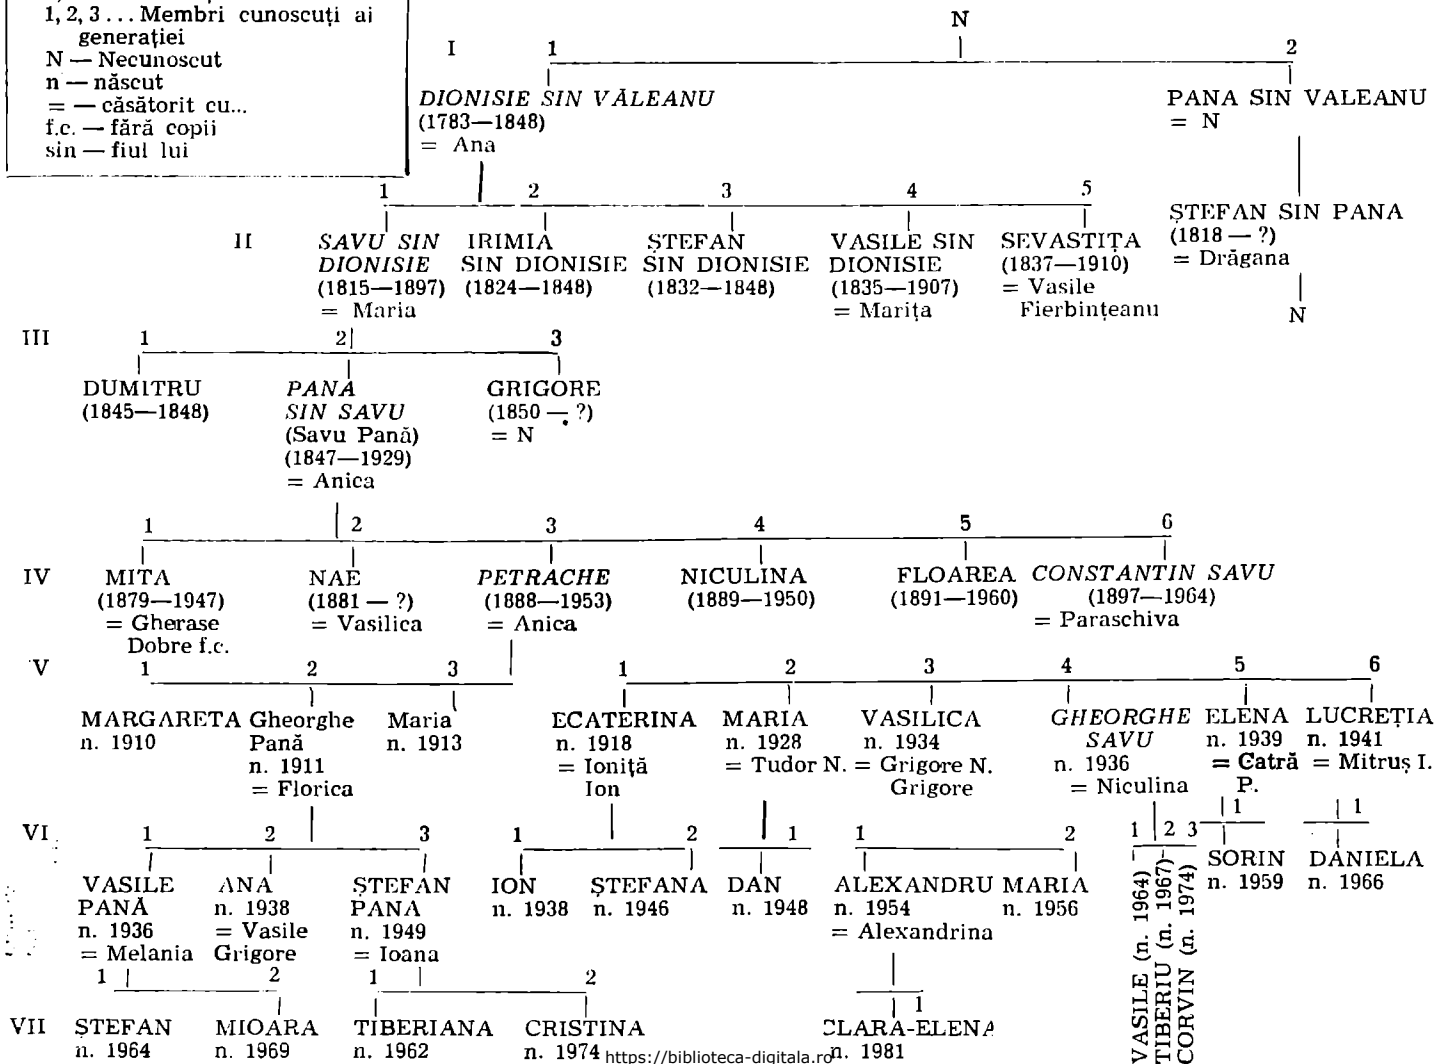 1, 2, 3 ... Membri cunoscuți ai
generației
N — Necunoscut
n — născut
= — căsătorit cu...
f.c. — fără copii
sin — fiul lui
N
I 1 2
DIONISIE SIN VĂLEANU PANA SIN VALEANU
(1783—1848) = N
= Ana
1 2 3 4 5
ȘTEFAN SIN PANA
(1818 — ?)
= Drăgana
N
II SAVU SIN IRIMIA ȘTEFAN VASILE SIN SEVASTIȚA
DIONISIE SIN DIONISIE SIN DIONISIE DIONISIE (1837—1910)
(1815—1897) (1824—1848) (1832—1848) (1835—1907) = Vasile
= Maria = Marița Fierbințeanu
III 1 2 3
DUMITRU PANA GRIGORE
(1845—1848) SIN SAVU (1850 — ?)
(Savu Pană) = N
(1847—1929)
= Anica
1 2 3 4 5 6
IV MITA NAE PETRACHE NICULINA FLOAREA CONSTANTIN SAVU
(1879—1947) (1881 — ?) (1888—1953) (1889—1950) (1891—1960) (1897—1964)
= Gherase = Vasilica = Anica = Paraschiva
Dobre f.c.
V 1 2 3 1 2 3 4 5 6
MARGARETA Gheorghe Maria ECATERINA MARIA VASILICA GHEORGHE ELENA LUCREȚIA
n. 1910 Pană n. 1913 n. 1918 n. 1928 n. 1934 SAVU n. 1939 n. 1941
n. 1911 = Ioniță = Tudor N. = Grigore N. n. 1936 = Catră = Mitruș I.
= Florica Ion Grigore = Niculina P.
1 1
VI 1 2 3 1 2 1 1 2 1 2 3
SORIN DANIELA
n. 1959 n. 1966
VASILE ANA ȘTEFAN ION ȘTEFANA DAN ALEXANDRU MARIA
PANĂ n. 1938 PANA n. 1938 n. 1946 n. 1948 n. 1954 n. 1956
n. 1936 = Vasile n. 1949 = Alexandrina
= Melania Grigore = Ioana
VASILE (n. 1964)
TIBERIU (n. 1967)
CORVIN (n. 1974)
1 2 1 2 1
VII ȘTEFAN MIOARA TIBERIANA CRISTINA CLARA-ELENA
n. 1964 n. 1969 n. 1962 n. 1974 n. 1981
https://biblioteca-digitala.ro